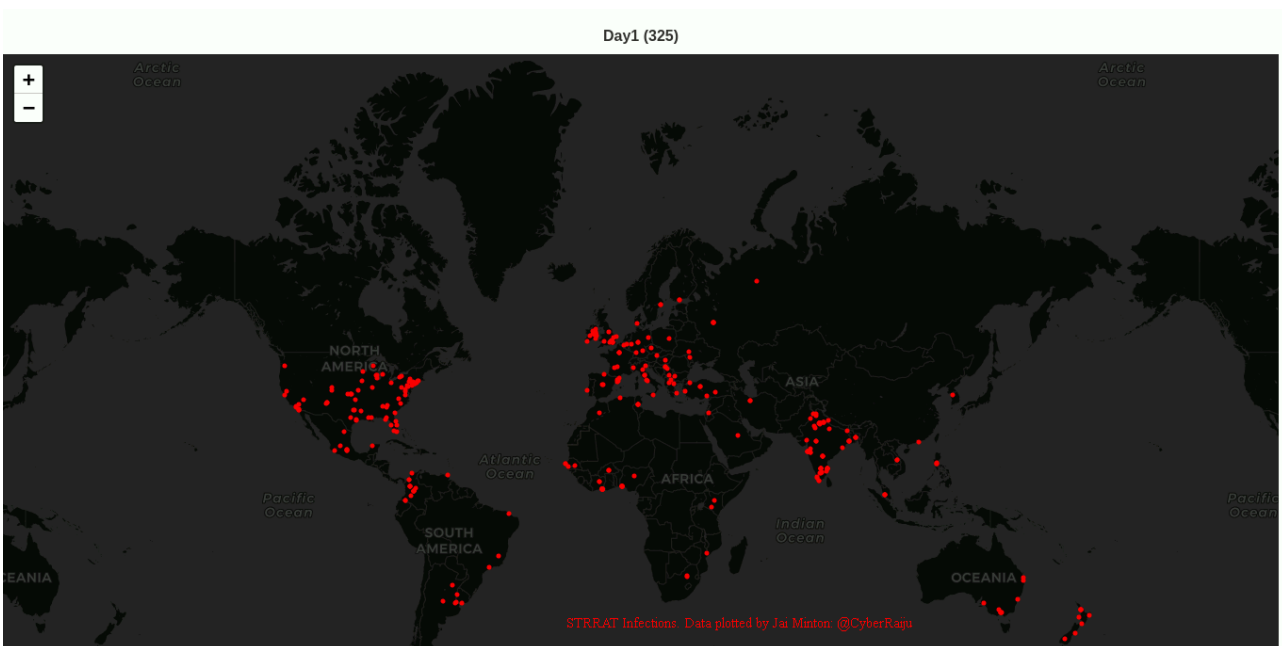 Day1 (325)
+
−
Arctic
Ocean
Arctic
Ocean
NORTH
AMERICA
ASIA
Atlantic
Ocean
AFRICA
Pacific
Ocean
Pacific
Ocean
SOUTH
AMERICA
Indian
Ocean
CEANIA
OCEANIA
STRRAT Infections. Data plotted by Jai Minton: @CyberRaiju